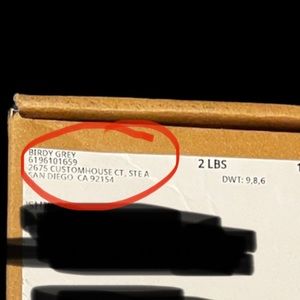 BIRDY GREY
6196101659
2675 CUSTOMHOUSE CT, STE A
SAN DIEGO CA 92154
2 LBS
DWT: 9,8,6